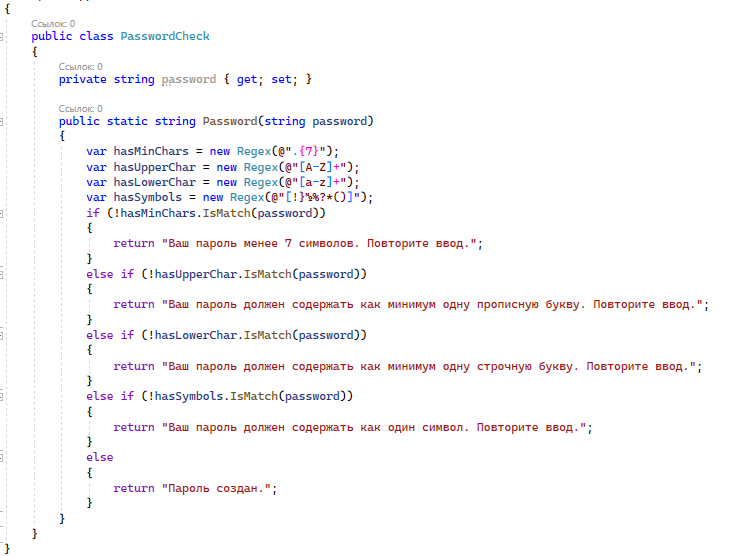 {
Ссылок: 0
public class PasswordCheck
{
Ссылок: 0
private string password { get; set; }
Ссылок: 0
public static string Password(string password)
{
var hasMinChars = new Regex(@".{7}");
var hasUpperChar = new Regex(@"[A-Z]+");
var hasLowerChar = new Regex(@"[a-z]+");
var hasSymbols = new Regex(@"[!}№%?*()]");
if (!hasMinChars.IsMatch(password))
{
return "Ваш пароль менее 7 символов. Повторите ввод.";
}
else if (!hasUpperChar.IsMatch(password))
{
return "Ваш пароль должен содержать как минимум одну прописную букву. Повторите ввод.";
}
else if (!hasLowerChar.IsMatch(password))
{
return "Ваш пароль должен содержать как минимум одну строчную букву. Повторите ввод.";
}
else if (!hasSymbols.IsMatch(password))
{
return "Ваш пароль должен содержать как один символ. Повторите ввод.";
}
else
{
return "Пароль создан.";
}
}
}
}